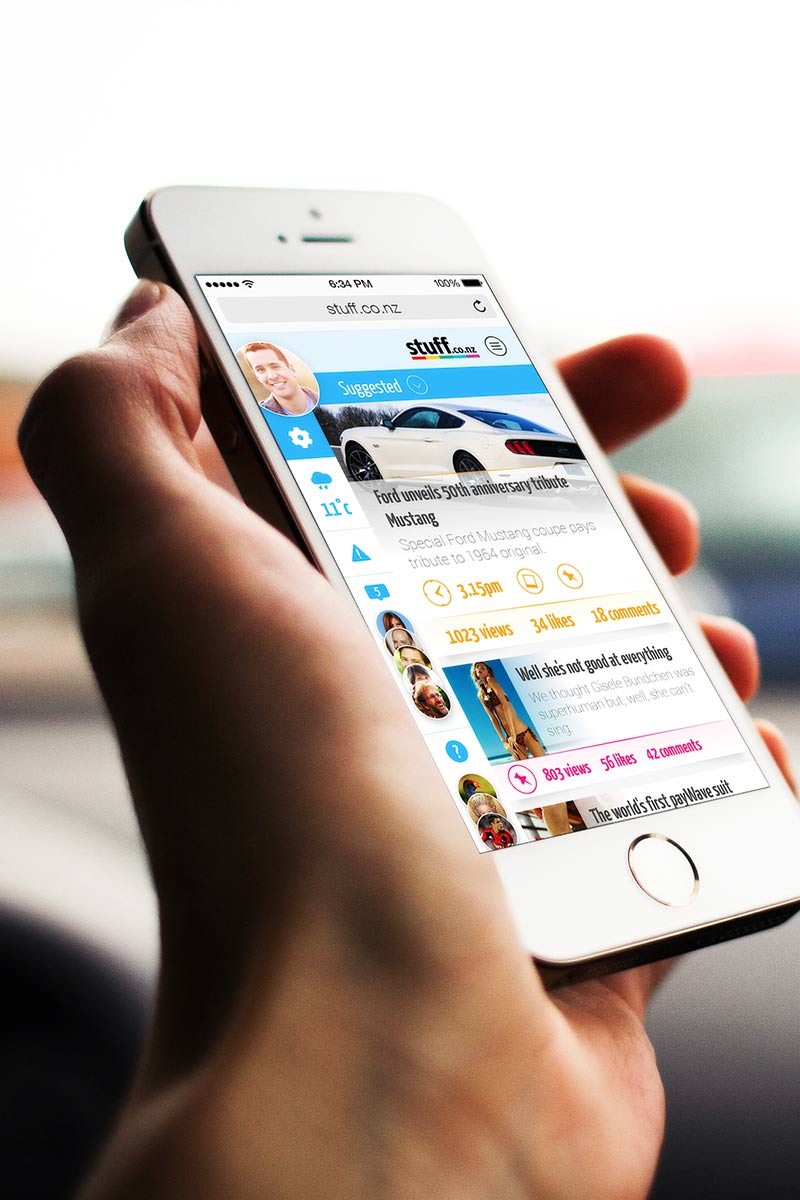 6:34 PM
100%
stuff.co.nz
stuff.co.nz
Suggested
11°c
5
?
Ford unveils 50th anniversary tribute
Mustang
Special Ford Mustang coupe pays
tribute to 1964 original.
3.15pm
1023 views 34 likes 18 comments
Well she's not good at everything
We thought Gisele Bundchen was
superhuman but, well, she can't
sing.
803 views 56 likes 42 comments
The world's first payWave suit